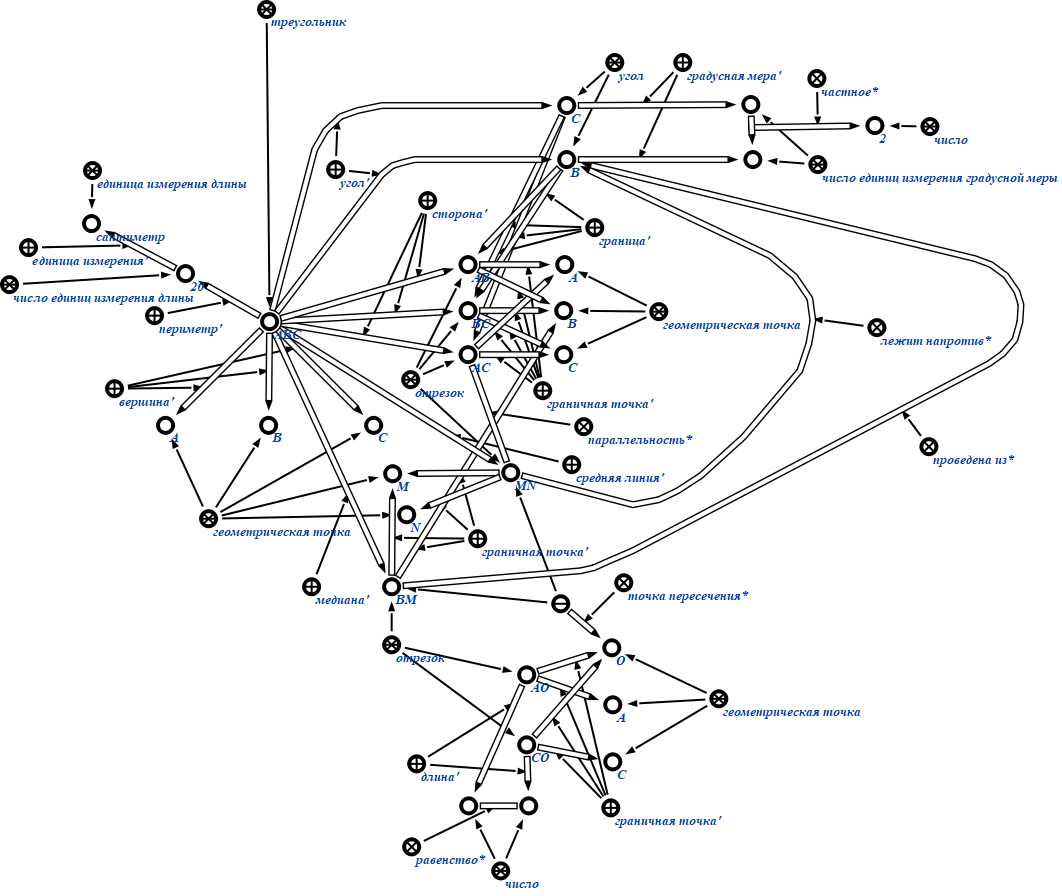 треугольник
угол
градусная мера'
частное*
C
2
число
единица измерения длины
угол'
B
число единиц измерения градусной меры
сторона'
сантиметр
граница'
единица измерения'
AB
A
20
число единиц измерения длины
периметр'
ABC
BC
B
геометрическая точка
лежит напротив*
AC
C
вершина'
отрезок
граничная точка'
A
B
C
параллельность*
проведена из*
средняя линия'
M
MN
N
геометрическая точка
граничная точка'
медиана'
BM
точка пересечения*
отрезок
O
AO
A
геометрическая точка
CO
C
длина'
граничная точка'
равенство*
число